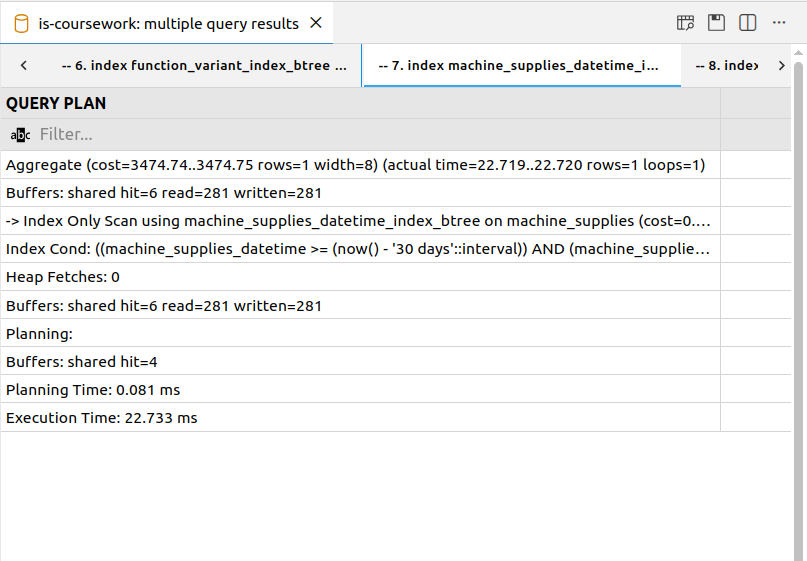 is-coursework: multiple query results
-- 6. index function_variant_index_btree ...
-- 7. index machine_supplies_datetime_i...
-- 8. index
QUERY PLAN
abc Filter...
Aggregate (cost=3474.74..3474.75 rows=1 width=8) (actual time=22.719..22.720 rows=1 loops=1)
Buffers: shared hit=6 read=281 written=281
-> Index Only Scan using machine_supplies_datetime_index_btree on machine_supplies (cost=0....
Index Cond: ((machine_supplies_datetime >= (now() - '30 days'::interval)) AND (machine_supplie...
Heap Fetches: 0
Buffers: shared hit=6 read=281 written=281
Planning:
Buffers: shared hit=4
Planning Time: 0.081 ms
Execution Time: 22.733 ms